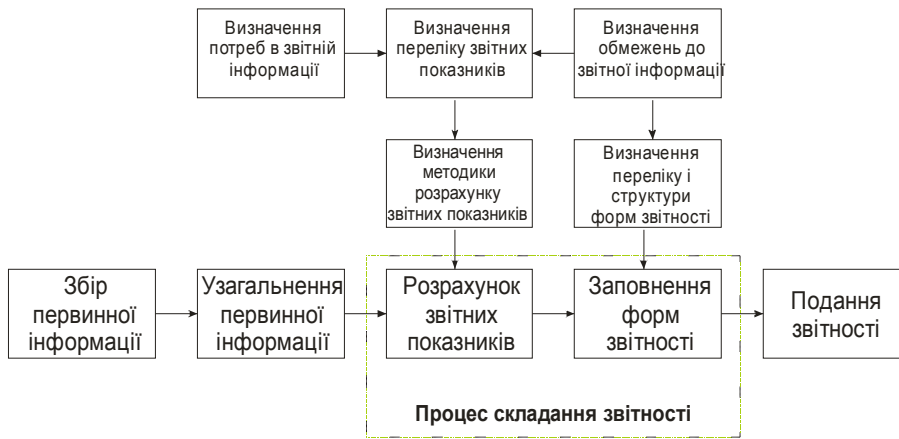 Визначення
потреб в звітній
інформації
Визначення
переліку звітних
показників
Визначення
обмежень до
звітної інформації
Визначення
методики
розрахунку
звітних показників
Визначення
переліку і
структури
форм звітності
Збір
первинної
інформації
Узагальнення
первинної
інформації
Розрахунок
звітних
показників
Заповнення
форм
звітності
Подання
звітності
Процес складання звітності